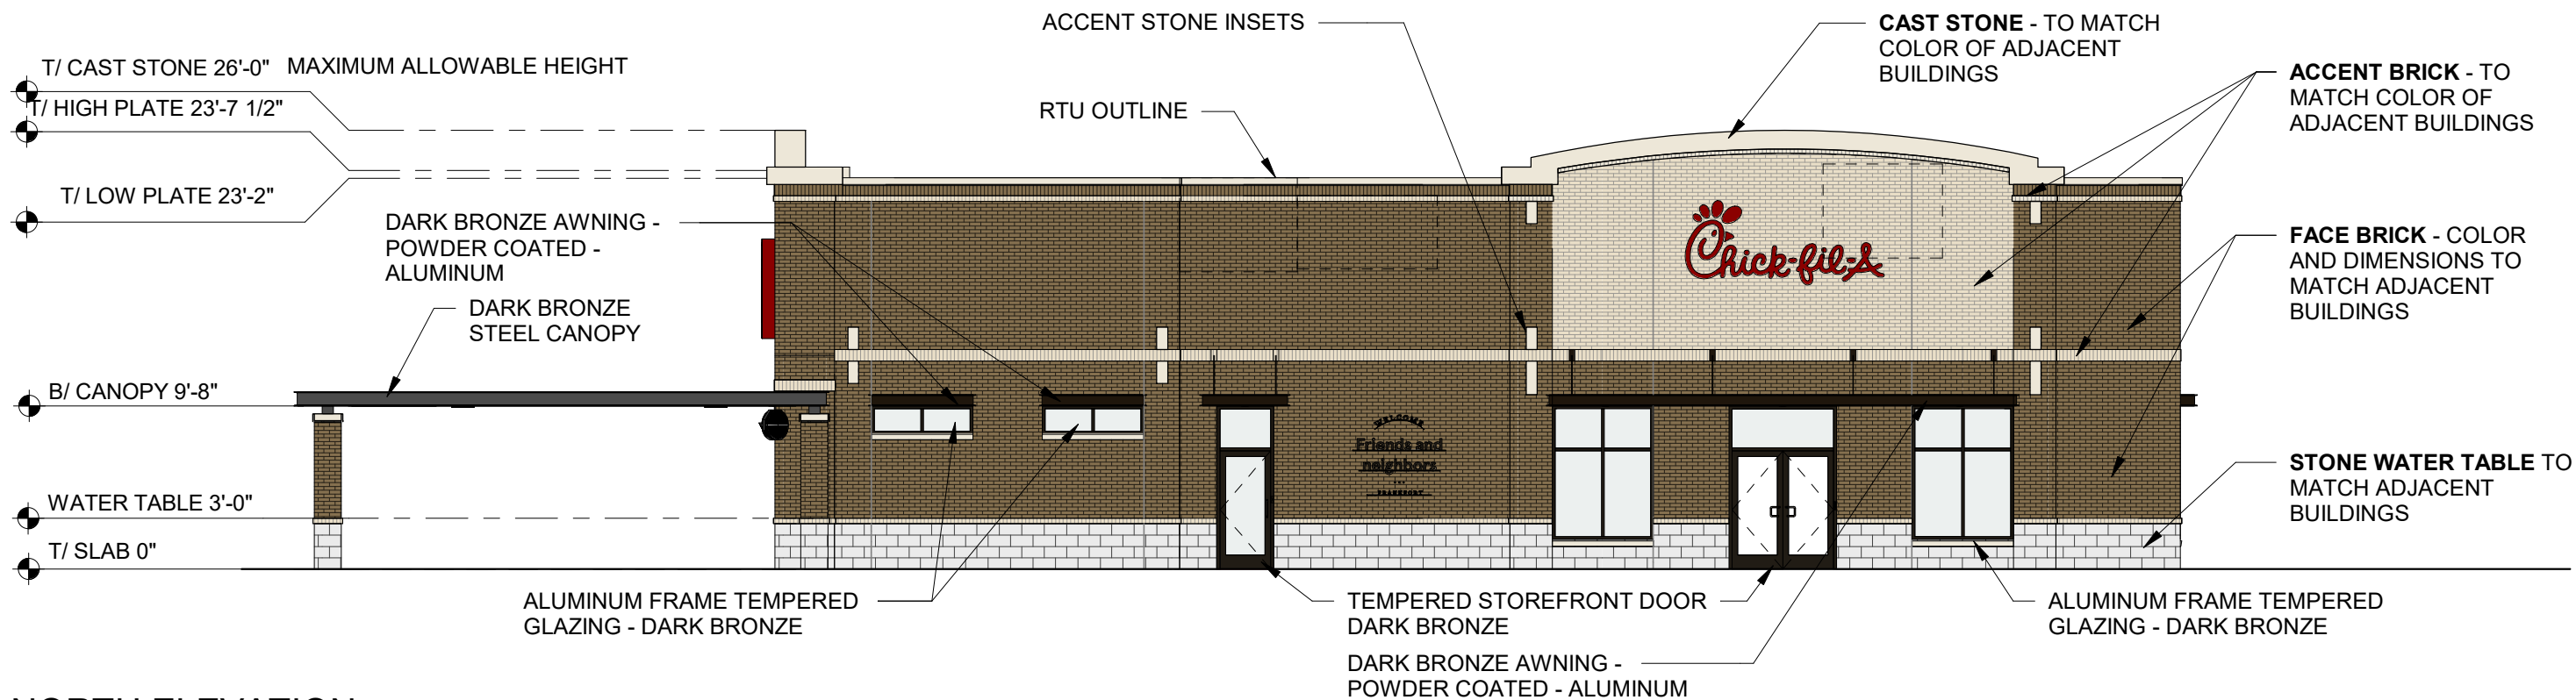 ACCENT STONE INSETS
CAST STONE - TO MATCH
COLOR OF ADJACENT
BUILDINGS
T/ CAST STONE 26'-0" MAXIMUM ALLOWABLE HEIGHT
T/ HIGH PLATE 23'-7 1/2"
RTU OUTLINE
ACCENT BRICK - TO
MATCH COLOR OF
ADJACENT BUILDINGS
T/ LOW PLATE 23'-2"
DARK BRONZE AWNING -
POWDER COATED -
ALUMINUM
DARK BRONZE
STEEL CANOPY
Chick-fil-A
FACE BRICK - COLOR
AND DIMENSIONS TO
MATCH ADJACENT
BUILDINGS
B/ CANOPY 9'-8"
WELCOME
Friends and
neighbors
FRANKFORT
STONE WATER TABLE TO
MATCH ADJACENT
BUILDINGS
WATER TABLE 3'-0"
T/ SLAB 0"
ALUMINUM FRAME TEMPERED
GLAZING - DARK BRONZE
TEMPERED STOREFRONT DOOR
DARK BRONZE
DARK BRONZE AWNING -
POWDER COATED - ALUMINUM
ALUMINUM FRAME TEMPERED
GLAZING - DARK BRONZE
NORTH ELEVATION